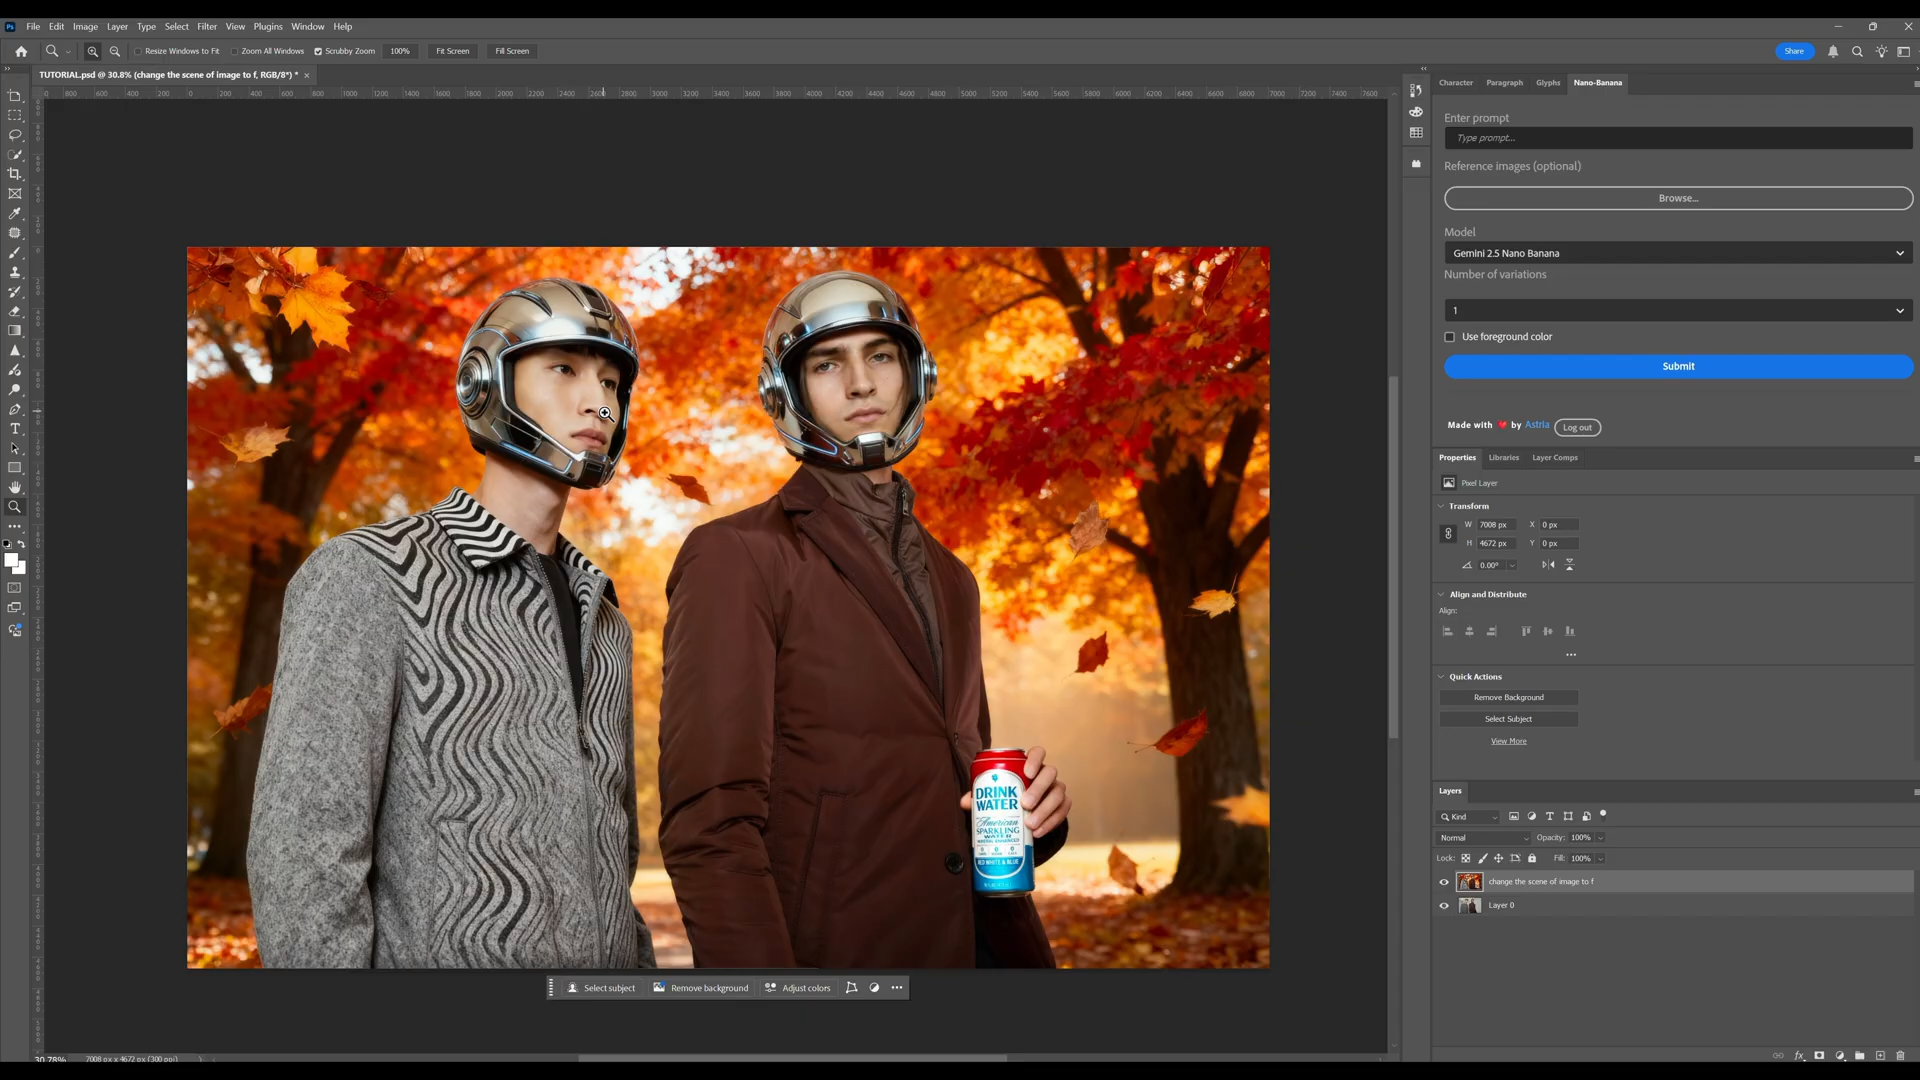 File Edit Image Layer Type Select Filter View Plugins Window Help
Resize Windows to Fit Zoom All Windows Scrubby Zoom 100% Fit Screen Fill Screen Share
TUTORIAL.psd @ 30.8% (change the scene of image to f, RGB/8*) * ×
Character Paragraph Glyphs Nano-Banana
Enter prompt
Type prompt...
Reference images (optional)
Browse...
Model
Gemini 2.5 Nano Banana
Number of variations
1
Use foreground color
Submit
Made with ❤ by Astria Log out
Properties Libraries Layer Comps
Pixel Layer
Transform
W 7008 px X 0 px
H 4672 px Y 0 px
0.00°
Align and Distribute
Align:
Quick Actions
Remove Background
Select Subject
View More
Layers
Kind
Normal Opacity: 100%
Lock: Fill: 100%
change the scene of image to f
Layer 0
DRINK
WATER
American
SPARKLING
WATER
RED WHITE & BLUE
Select subject Remove background Adjust colors
30.78% 7008 px x 4672 px (300 ppi)